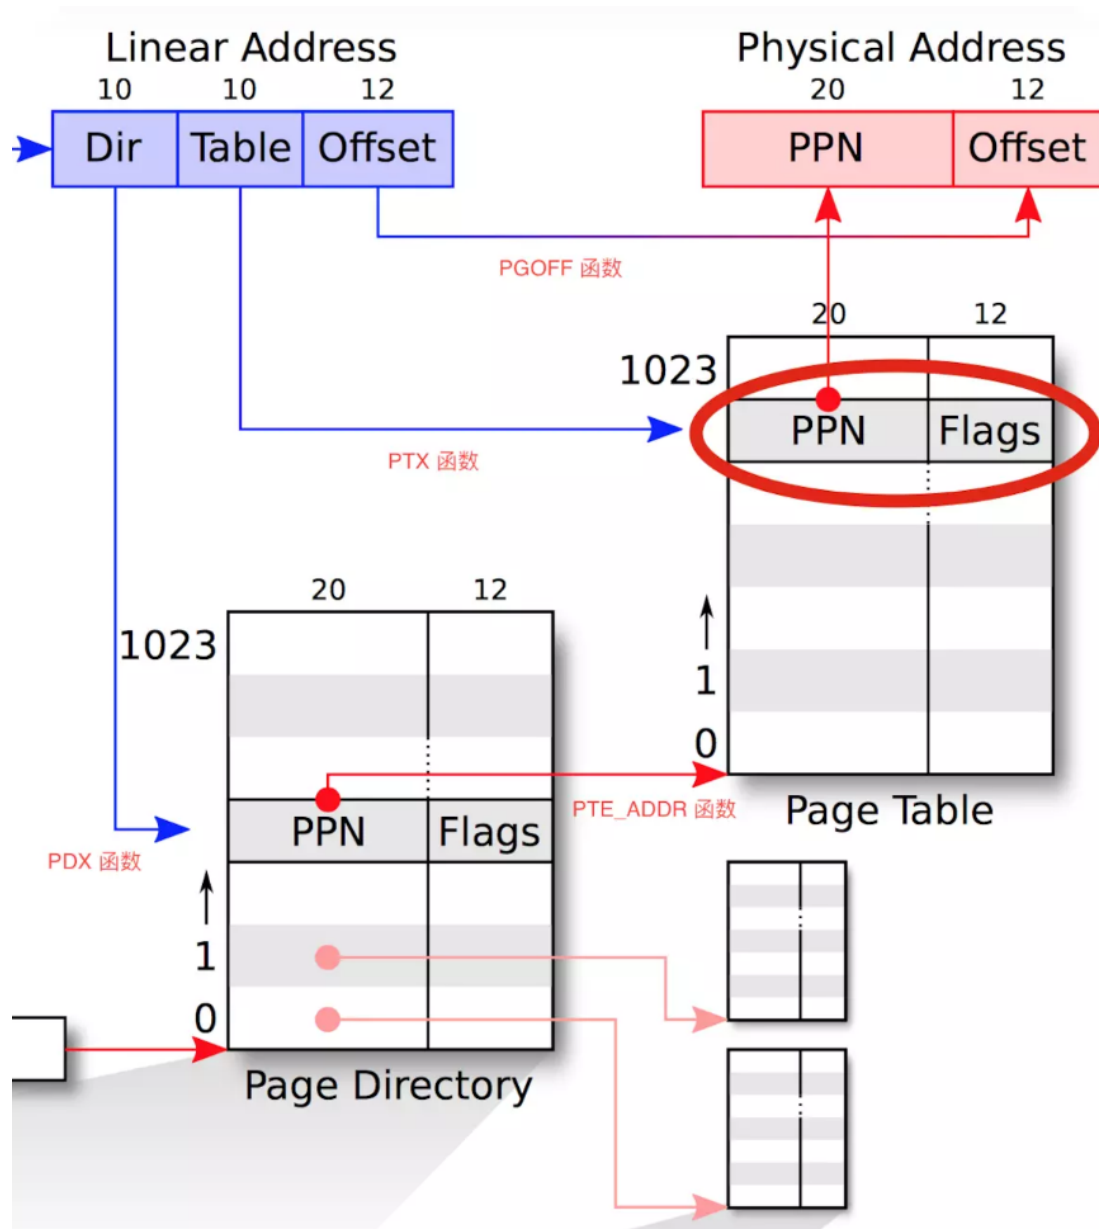 Linear Address
Physical Address
10 10 12
20 12
Dir Table Offset
PPN Offset
PGOFF 函数
20 12
1023
PPN Flags
PTX 函数
20 12
1023
1
0
PTE_ADDR 函数
Page Table
PPN Flags
PDX 函数
1
0
Page Directory